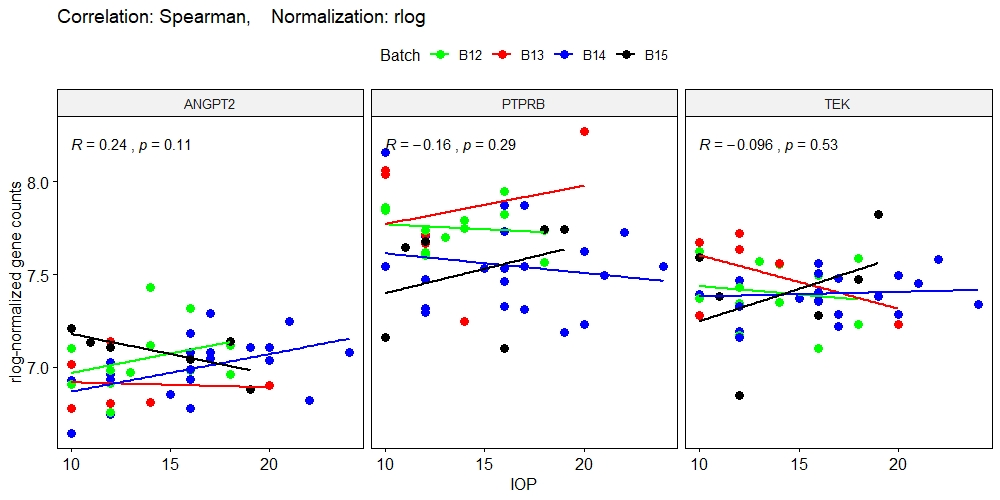 Correlation: Spearman,    Normalization: rlog
Batch B12 B13 B14 B15
ANGPT2 PTPRB TEK
R = 0.24 , p = 0.11 R = −0.16 , p = 0.29 R = −0.096 , p = 0.53
8.0
7.5
7.0
rlog-normalized gene counts
10 15 20 10 15 20 10 15 20
IOP